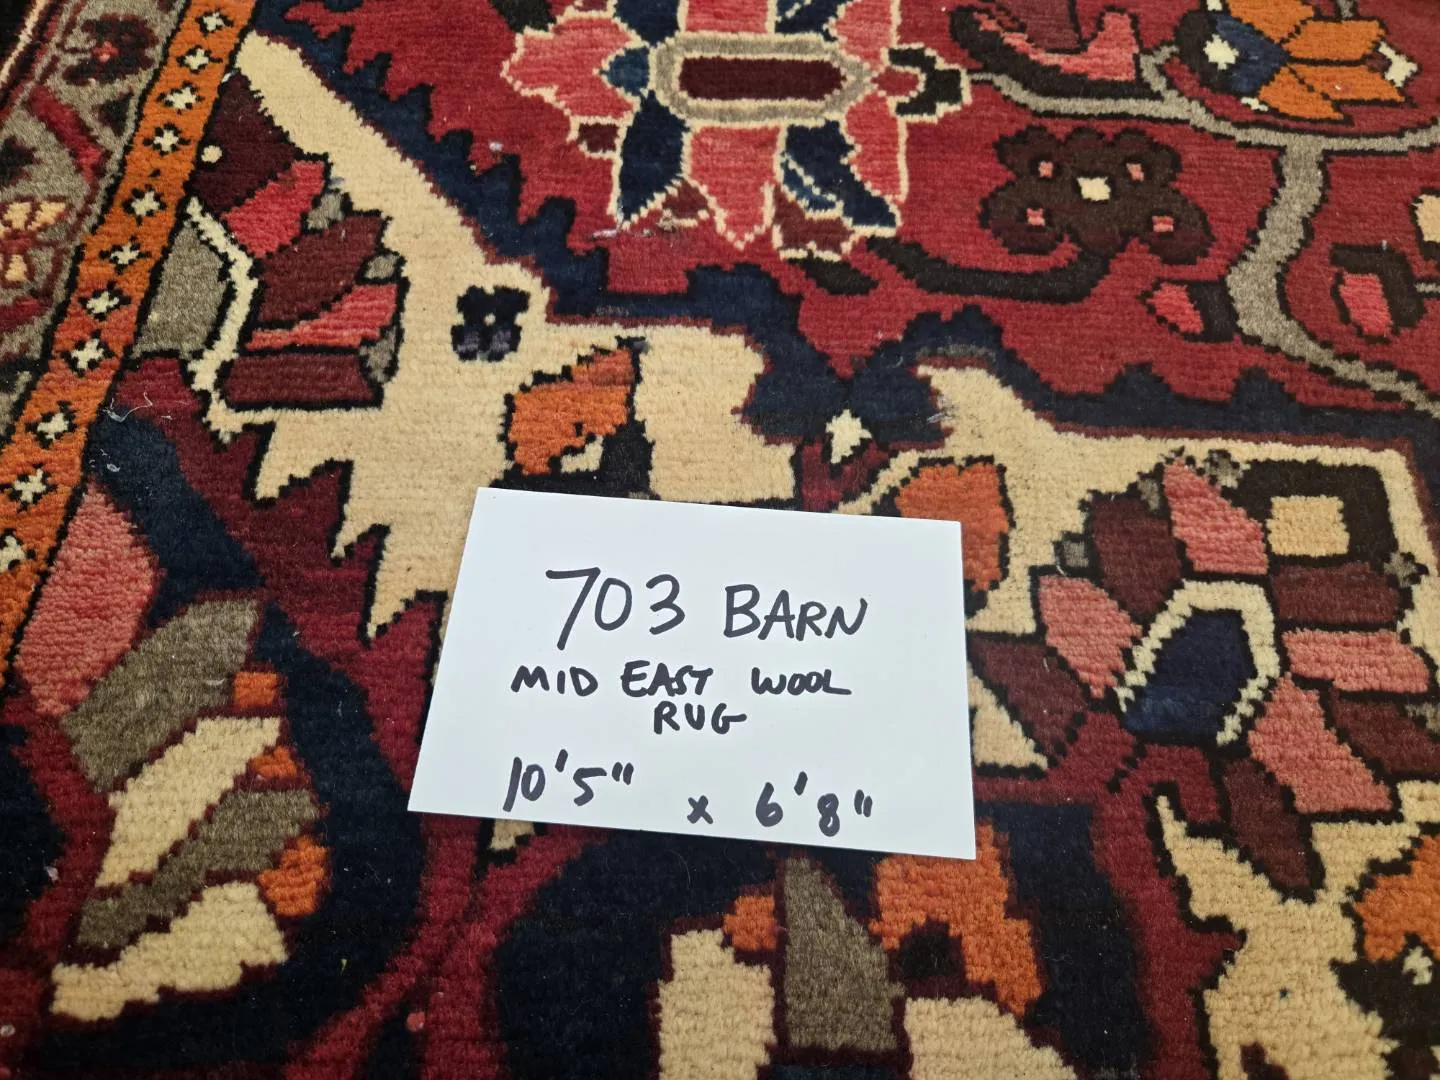 703 BARN
MID EAST WOOL
RUG
10'5" x 6'8"